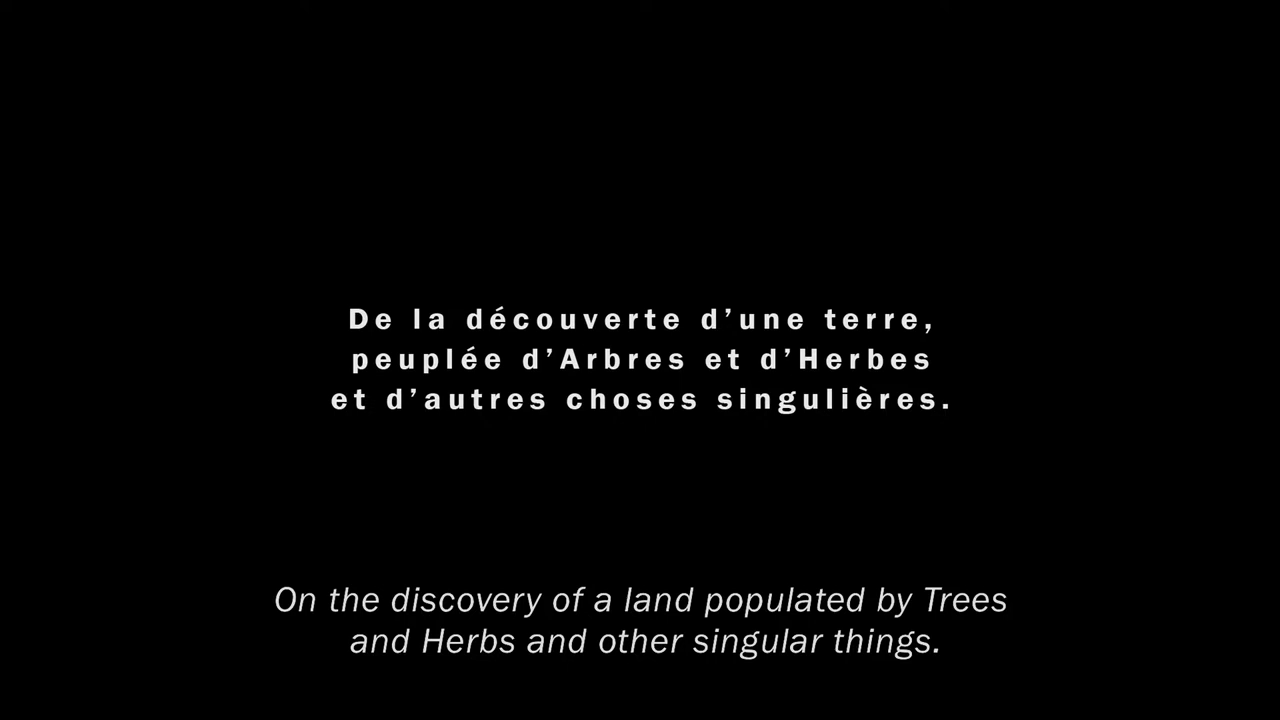 De la découverte d’une terre,
peuplée d’Arbres et d’Herbes
et d’autres choses singulières.
On the discovery of a land populated by Trees
and Herbs and other singular things.